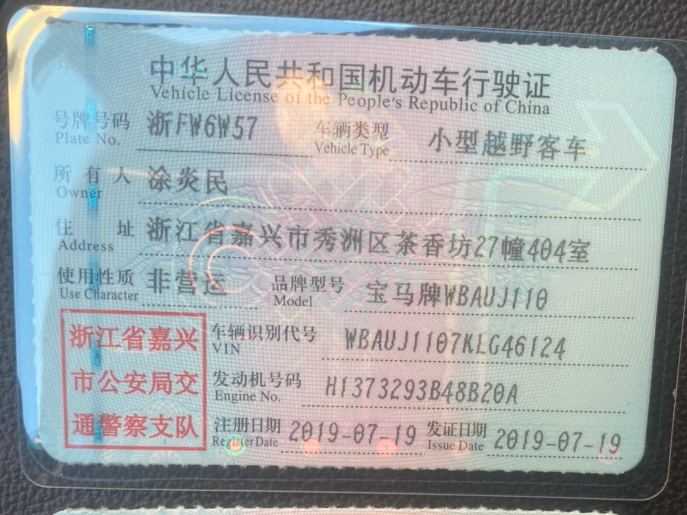 中华人民共和国机动车行驶证
Vehicle License of the People's Republic of China
号牌号码 浙FW6W57 车辆类型 小型越野客车
Plate No. Vehicle Type
所有人 涂炎民
Owner
住址 浙江省嘉兴市秀洲区茶香坊27幢404室
Address
使用性质 非营运 品牌型号 宝马牌WBAUJ110
Use Character Model
浙江省嘉兴
市公安局交
通警察支队
车辆识别代号 WBAUJ1107KLG46124
VIN
发动机号码 H1373293B48B20A
Engine No.
注册日期 2019-07-19 发证日期 2019-07-19
Register Date Issue Date